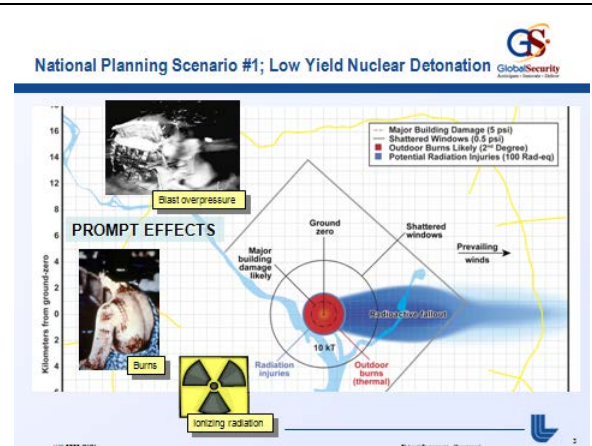 GS
GlobalSecurity
National Planning Scenario #1; Low Yield Nuclear Detonation
16
14
12
8
6
4
2
0
2
4
6
Kilometers from ground-zero
Major Building Damage (5 psi)
Shattered Windows (0.5 psi)
Outdoor Burns Likely (2nd Degree)
Potential Radiation Injuries (100 Rad-eq)
Blast overpressure
PROMPT EFFECTS
Ground
zero
Shattered
windows
Prevailing
winds
Major
building
damage
likely
Radioactive fallout
10 kT
Radiation
injuries
Outdoor
burns
(thermal)
Burns
Ionizing radiation
2